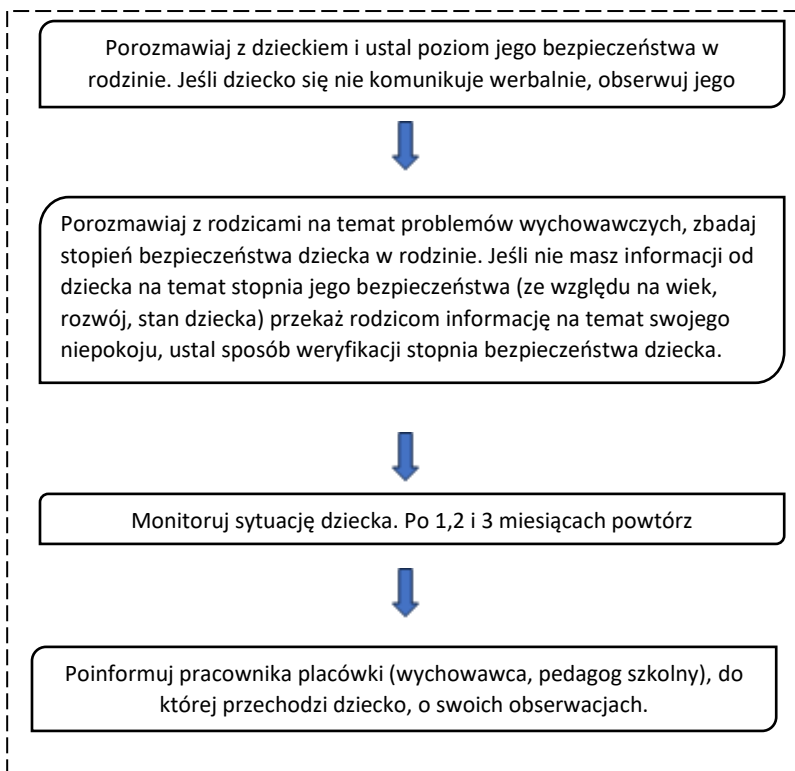 Porozmawiaj z dzieckiem i ustal poziom jego bezpieczeństwa w
rodzinie. Jeśli dziecko się nie komunikuje werbalnie, obserwuj jego
Porozmawiaj z rodzicami na temat problemów wychowawczych, zbadaj
stopień bezpieczeństwa dziecka w rodzinie. Jeśli nie masz informacji od
dziecka na temat stopnia jego bezpieczeństwa (ze względu na wiek,
rozwój, stan dziecka) przekaż rodzicom informację na temat swojego
niepokoju, ustal sposób weryfikacji stopnia bezpieczeństwa dziecka.
Monitoruj sytuację dziecka. Po 1,2 i 3 miesiącach powtórz
Poinformuj pracownika placówki (wychowawca, pedagog szkolny), do
której przechodzi dziecko, o swoich obserwacjach.